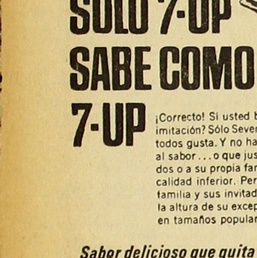 SOLO 7-UP
SABE COMO
7-UP
¡Correcto! Si usted
imitación? Sólo Seven
todos gusta. Y no ha
al sabor...o que jus
dos o a su propia fam
calidad inferior. Per
familia y sus invitad
la altura de su excep
en tamaños popular
Sabor delicioso que quita